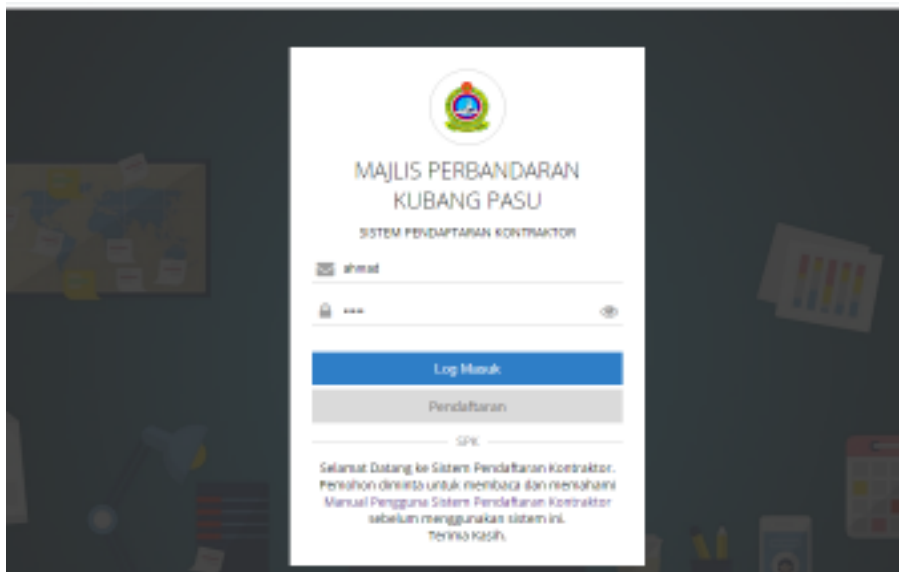 MAJLIS PERBANDARAN
KUBANG PASU
SISTEM PENDAFTARAN KONTRAKTOR
ahmad
••••
Log Masuk
Pendaftaran
SPK
Selamat Datang ke Sistem Pendaftaran Kontraktor.
Pemohon diminta untuk membaca dan memahami
Manual Pengguna Sistem Pendaftaran Kontraktor
sebelum menggunakan sistem ini.
Terima Kasih.